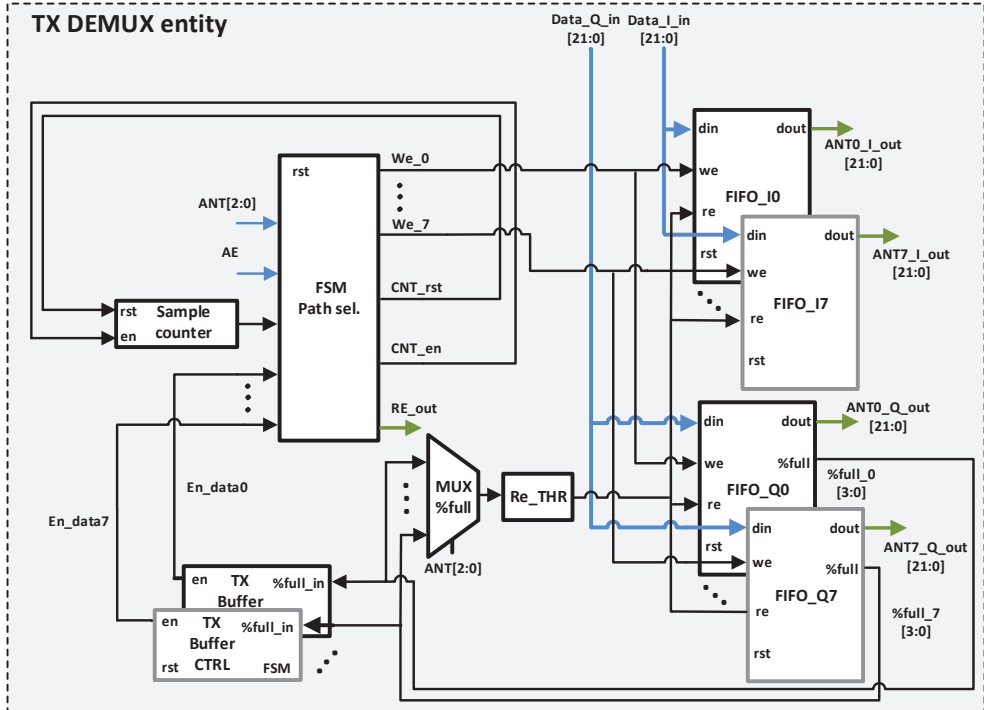 TX DEMUX entity
Data_Q_in
[21:0]
Data_I_in
[21:0]
din
dout
ANT0_I_out
[21:0]
we
FIFO_I0
re
rst
din
dout
ANT7_I_out
[21:0]
we
FIFO_I7
re
rst
rst
We_0
We_7
ANT[2:0]
AE
FSM
Path sel.
CNT_rst
CNT_en
RE_out
rst
en
Sample
counter
En_data0
En_data7
MUX
%full
ANT[2:0]
Re_THR
din
dout
ANT0_Q_out
[21:0]
we
%full
%full_0
[3:0]
FIFO_Q0
re
rst
din
dout
ANT7_Q_out
[21:0]
we
%full
FIFO_Q7
re
%full_7
[3:0]
rst
en
TX
Buffer
%full_in
en
TX
Buffer
CTRL
%full_in
rst
FSM